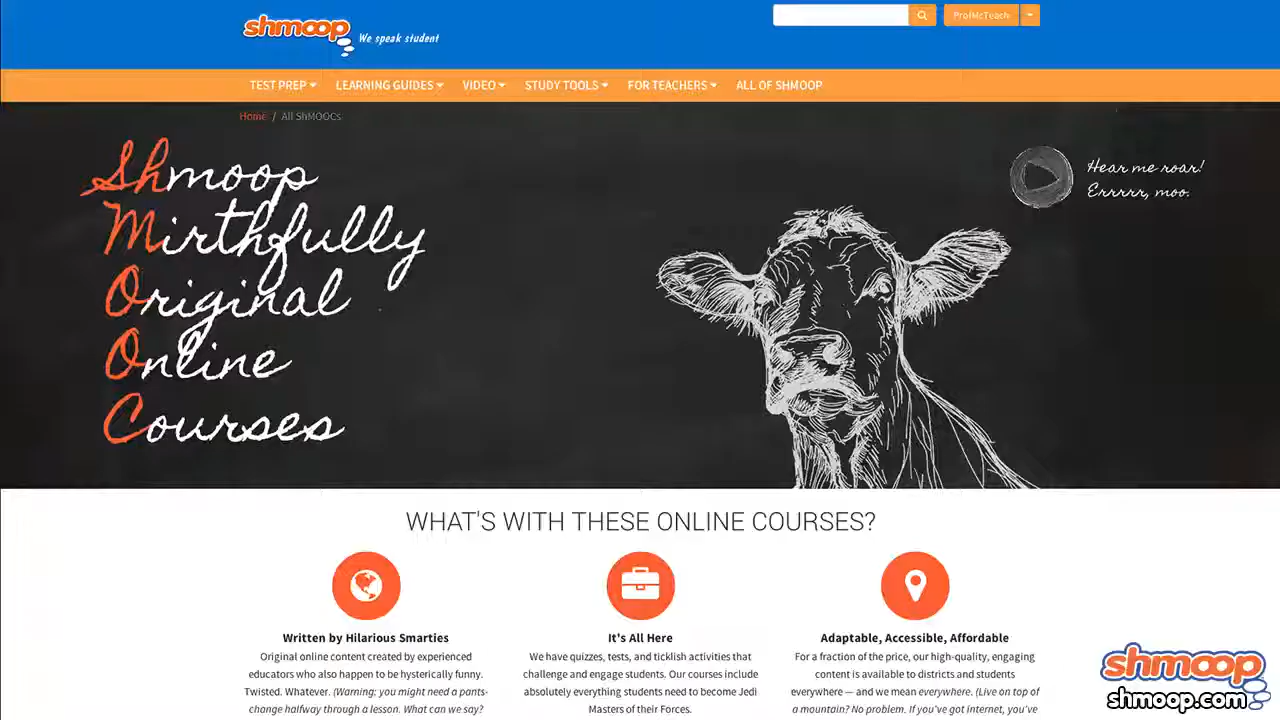 shmoop
We speak student
ProfMcTeach
TEST PREP LEARNING GUIDES VIDEO STUDY TOOLS FOR TEACHERS ALL OF SHMOOP
Home / All ShMOOCs
Shmoop
Mirthfully
Original
Online
Courses
Hear me roar!
Errrrr, moo.
WHAT'S WITH THESE ONLINE COURSES?
Written by Hilarious Smarties
Original online content created by experienced
educators who also happen to be hysterically funny.
Twisted. Whatever. (Warning: you might need a pants-
change halfway through a lesson. What can we say?
It's All Here
We have quizzes, tests, and ticklish activities that
challenge and engage students. Our courses include
absolutely everything students need to become Jedi
Masters of their Forces.
Adaptable, Accessible, Affordable
For a fraction of the price, our high-quality, engaging
content is available to districts and students
everywhere — and we mean everywhere. (Live on top of
a mountain? No problem. If you've got internet, you've
shmoop
shmoop.com